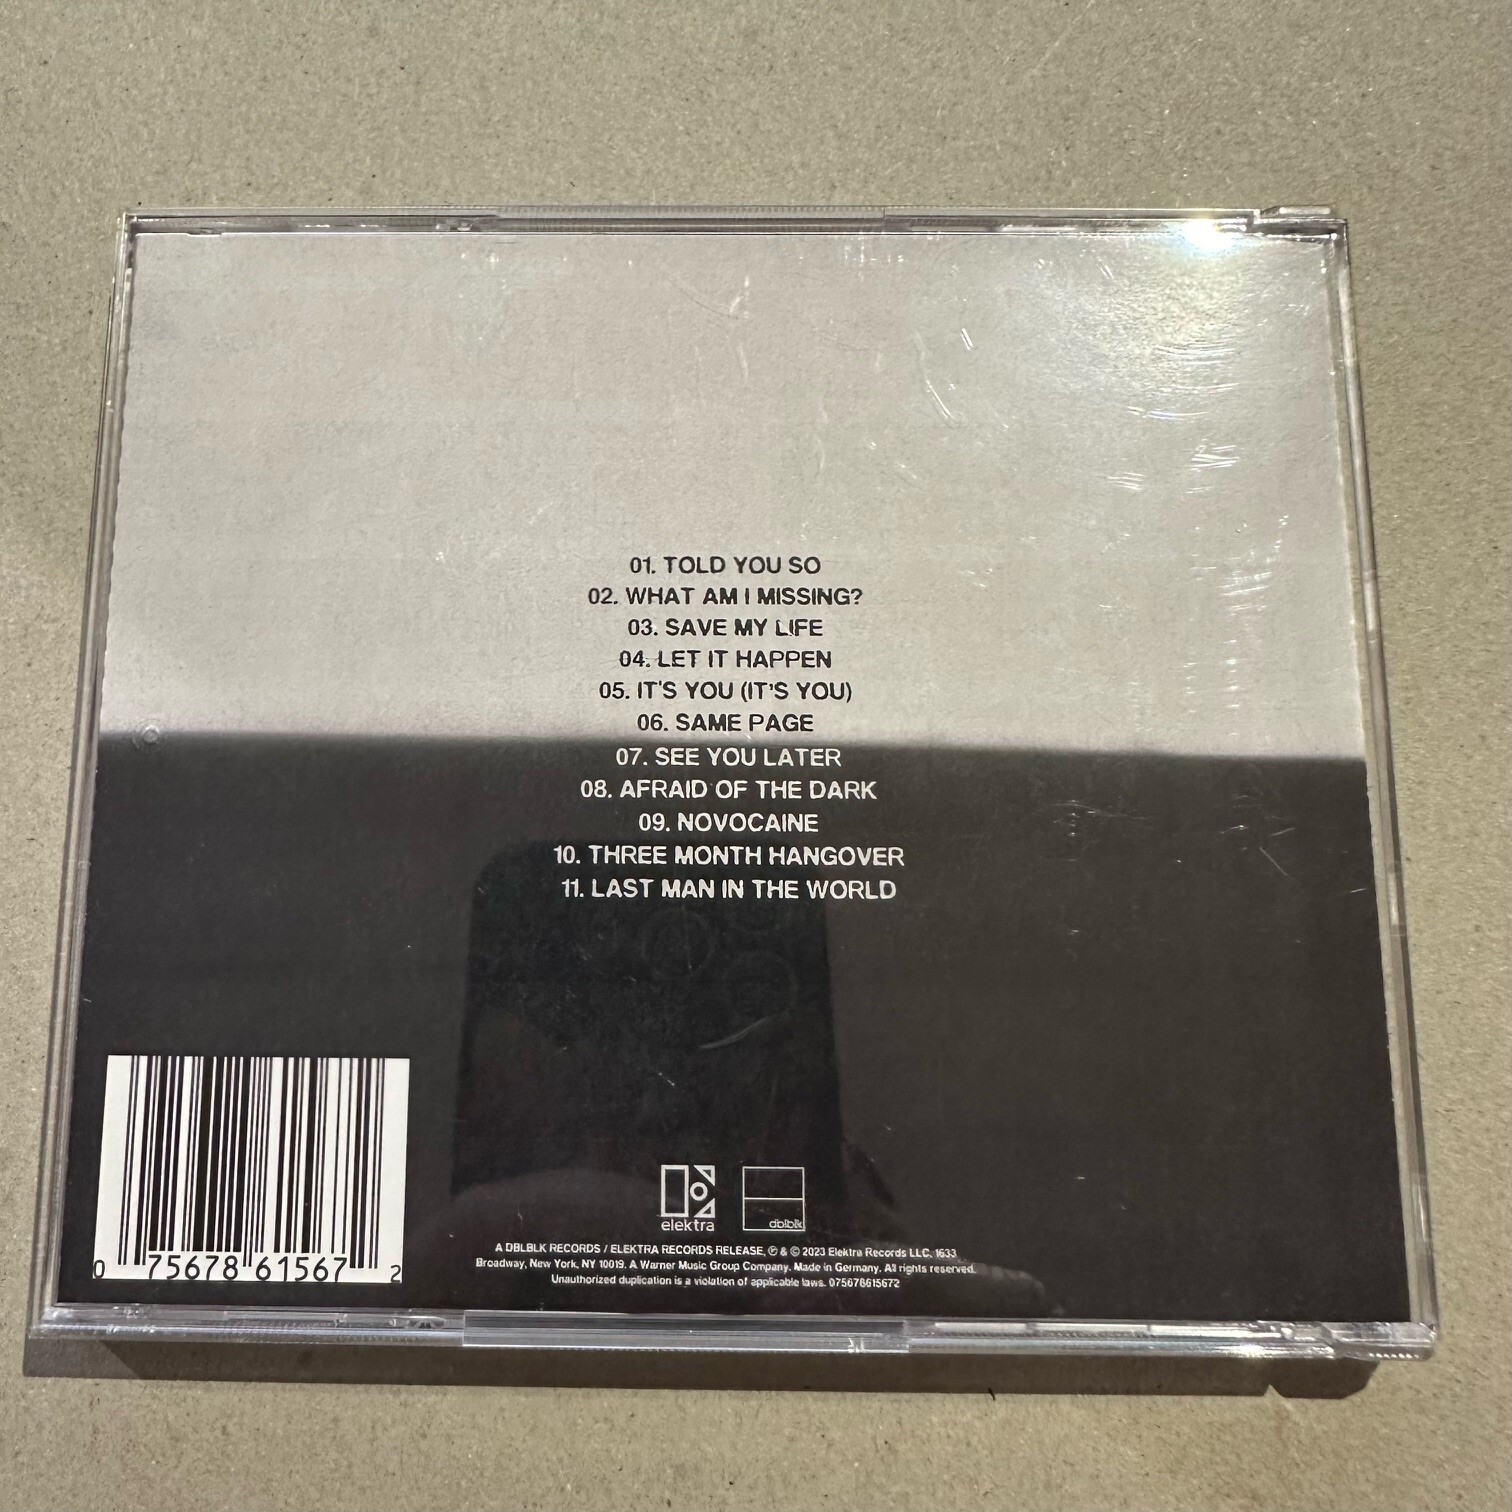 01. TOLD YOU SO
02. WHAT AM I MISSING?
03. SAVE MY LIFE
04. LET IT HAPPEN
05. IT'S YOU (IT'S YOU)
06. SAME PAGE
07. SEE YOU LATER
08. AFRAID OF THE DARK
09. NOVOCAINE
10. THREE MONTH HANGOVER
11. LAST MAN IN THE WORLD
0 75678 61567 2
elektra
dblblk
A DBLBLK RECORDS / ELEKTRA RECORDS RELEASE, ℗ & © 2023 Elektra Records LLC. 1633
Broadway, New York, NY 10019. A Warner Music Group Company. Made in Germany. All rights reserved.
Unauthorized duplication is a violation of applicable laws. 075678615672